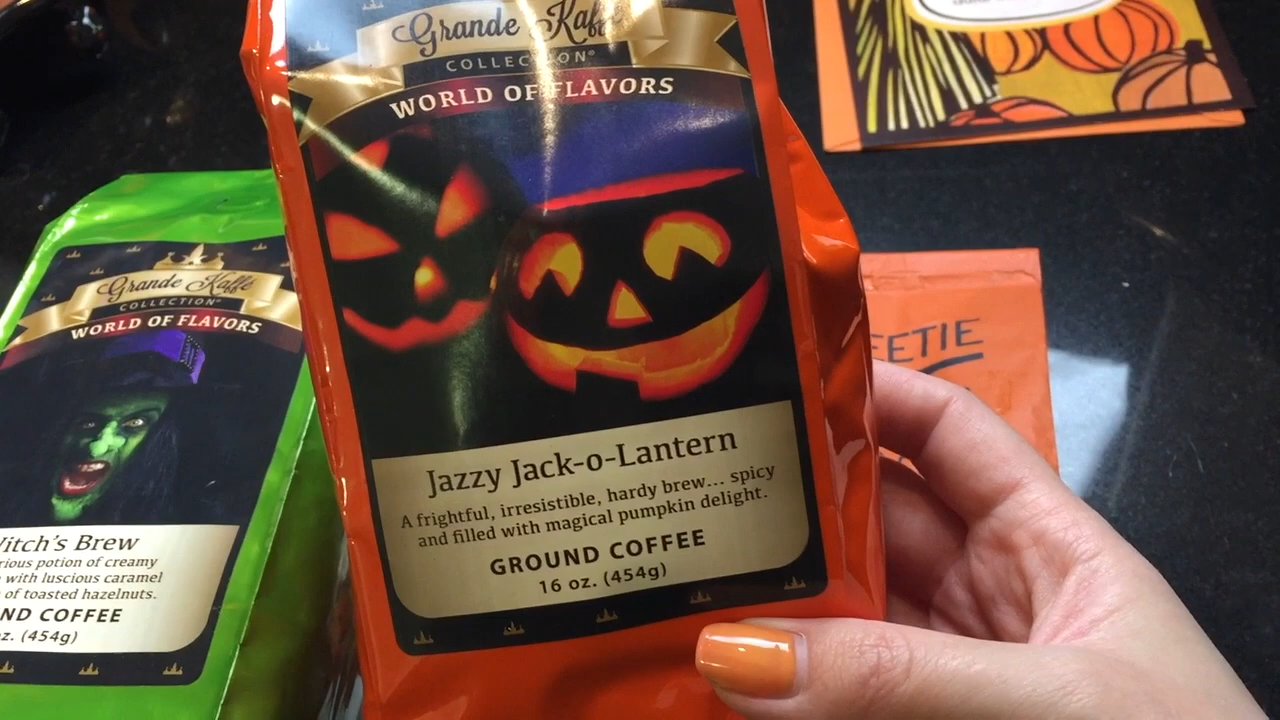 Grande Kaffe
COLLECTION®
WORLD OF FLAVORS
Jazzy Jack-o-Lantern
A frightful, irresistible, hardy brew... spicy
and filled with magical pumpkin delight.
GROUND COFFEE
16 oz. (454g)
Grande Kaffe
COLLECTION®
WORLD OF FLAVORS
Witch's Brew
rious potion of creamy
with luscious caramel
of toasted hazelnuts.
ND COFFEE
oz. (454g)
EETIE